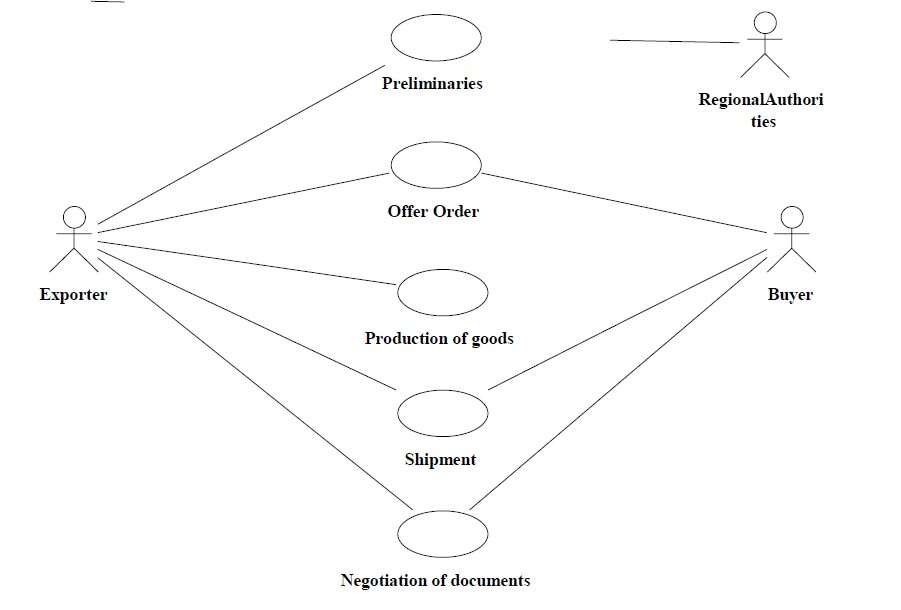 Preliminaries
RegionalAuthori
ties
Offer Order
Exporter
Buyer
Production of goods
Shipment
Negotiation of documents